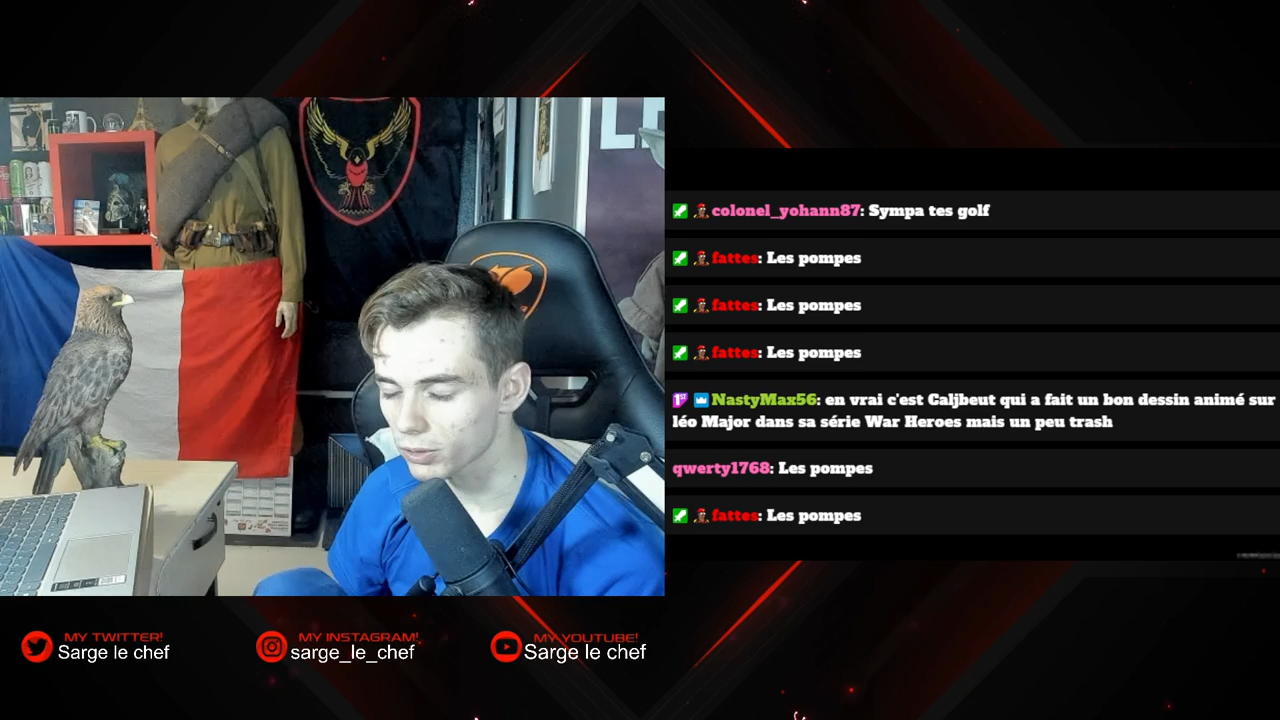 LE
colonel_yohann87: Sympa tes golf
fattes: Les pompes
fattes: Les pompes
fattes: Les pompes
1ST NastyMax56: en vrai c'est Caljbeut qui a fait un bon dessin animé sur
léo Major dans sa série War Heroes mais un peu trash
qwerty1768: Les pompes
fattes: Les pompes
MY TWITTER!
Sarge le chef
MY INSTAGRAM!
sarge_le_chef
MY YOUTUBE!
Sarge le chef